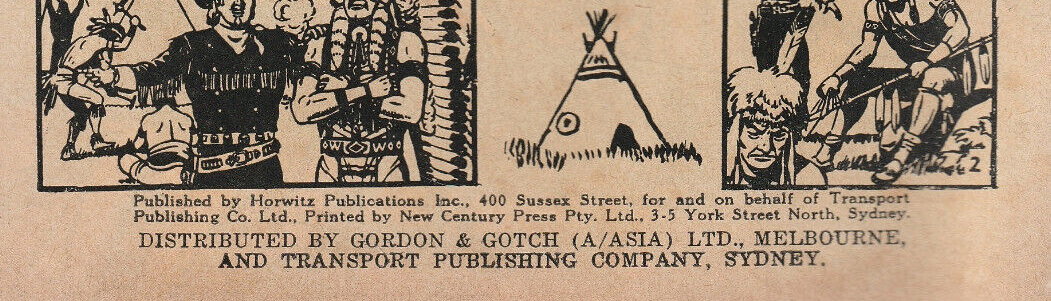 2
Published by Horwitz Publications Inc., 400 Sussex Street, for and on behalf of Transport
Publishing Co. Ltd., Printed by New Century Press Pty. Ltd., 3-5 York Street North, Sydney.
DISTRIBUTED BY GORDON & GOTCH (A/ASIA) LTD., MELBOURNE,
AND TRANSPORT PUBLISHING COMPANY, SYDNEY.